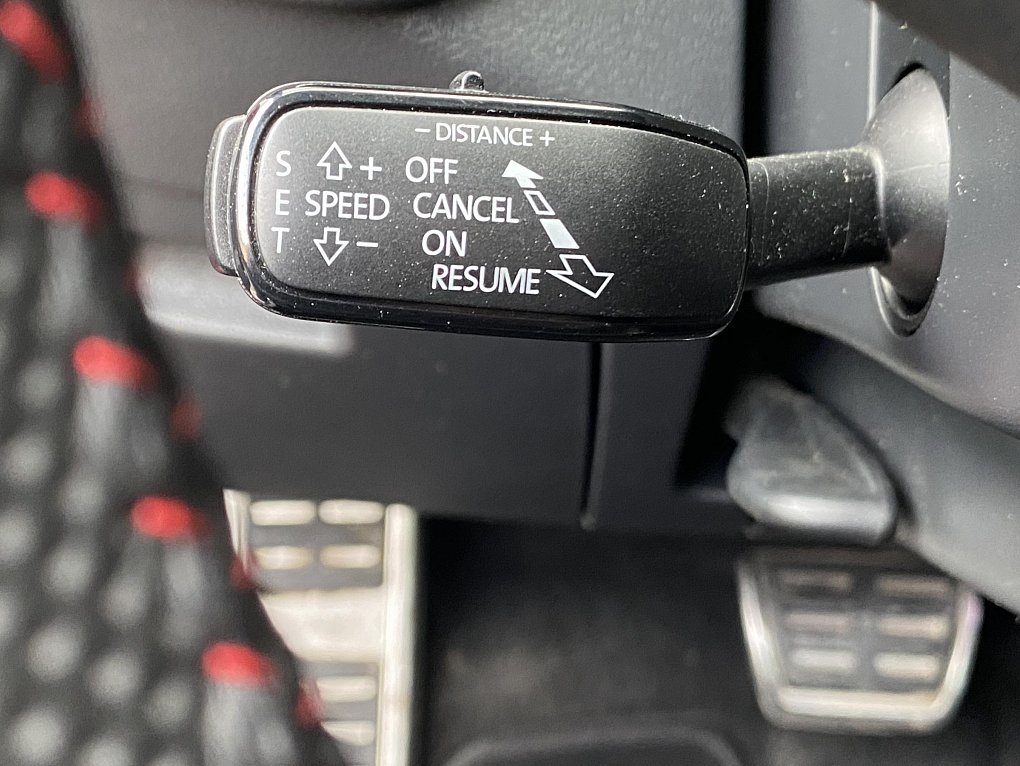 − DISTANCE +
S + OFF
E SPEED CANCEL
T − ON
RESUME